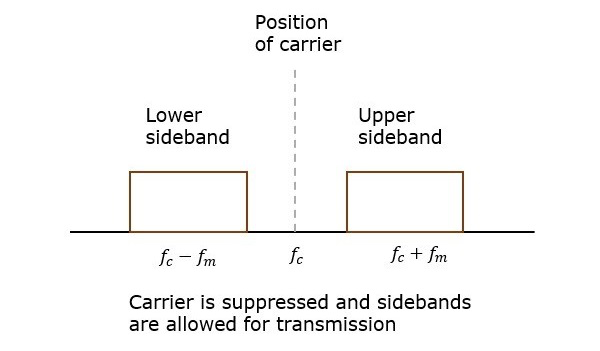 Position
of carrier
Lower
sideband
Upper
sideband
f_c − f_m
f_c
f_c + f_m
Carrier is suppressed and sidebands
are allowed for transmission